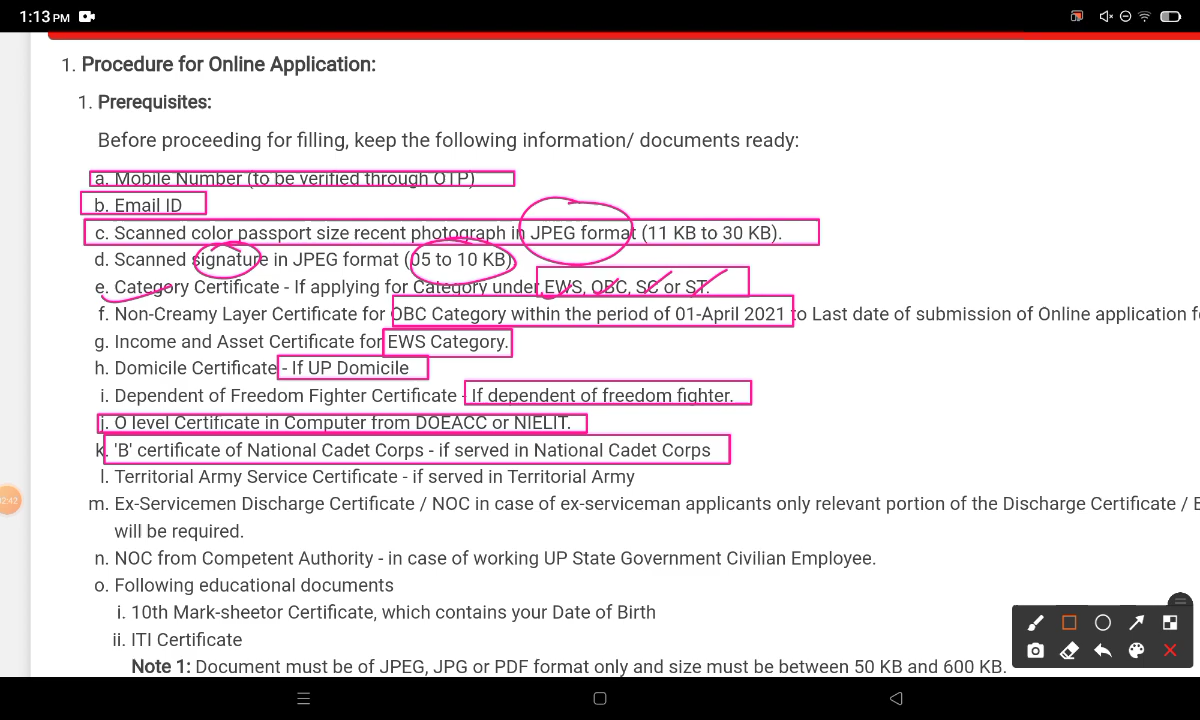 1:13 PM
1. Procedure for Online Application:
1. Prerequisites:
Before proceeding for filling, keep the following information/ documents ready:
a. Mobile Number (to be verified through OTP)
b. Email ID
c. Scanned color passport size recent photograph in JPEG format (11 KB to 30 KB).
d. Scanned signature in JPEG format (05 to 10 KB)
e. Category Certificate - If applying for Category under EWS, OBC, SC or ST.
f. Non-Creamy Layer Certificate for OBC Category within the period of 01-April 2021 to Last date of submission of Online application
g. Income and Asset Certificate for EWS Category.
h. Domicile Certificate - If UP Domicile
i. Dependent of Freedom Fighter Certificate - If dependent of freedom fighter.
j. O level Certificate in Computer from DOEACC or NIELIT.
k. 'B' certificate of National Cadet Corps - if served in National Cadet Corps
l. Territorial Army Service Certificate - if served in Territorial Army
m. Ex-Servicemen Discharge Certificate / NOC in case of ex-serviceman applicants only relevant portion of the Discharge Certificate /
will be required.
02:42
n. NOC from Competent Authority - in case of working UP State Government Civilian Employee.
o. Following educational documents
i. 10th Mark-sheetor Certificate, which contains your Date of Birth
ii. ITI Certificate
Note 1: Document must be of JPEG, JPG or PDF format only and size must be between 50 KB and 600 KB.